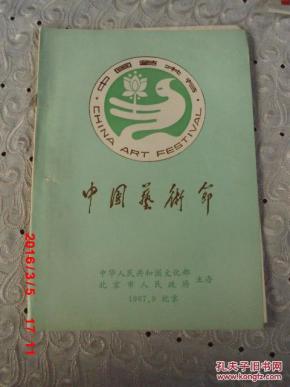 中國藝術節
CHINA ART FESTIVAL
中国艺術節
中华人民共和国文化部
北京市人民政府
主办
1987.9 北京
2016/3/5 17:11
孔夫子旧书网